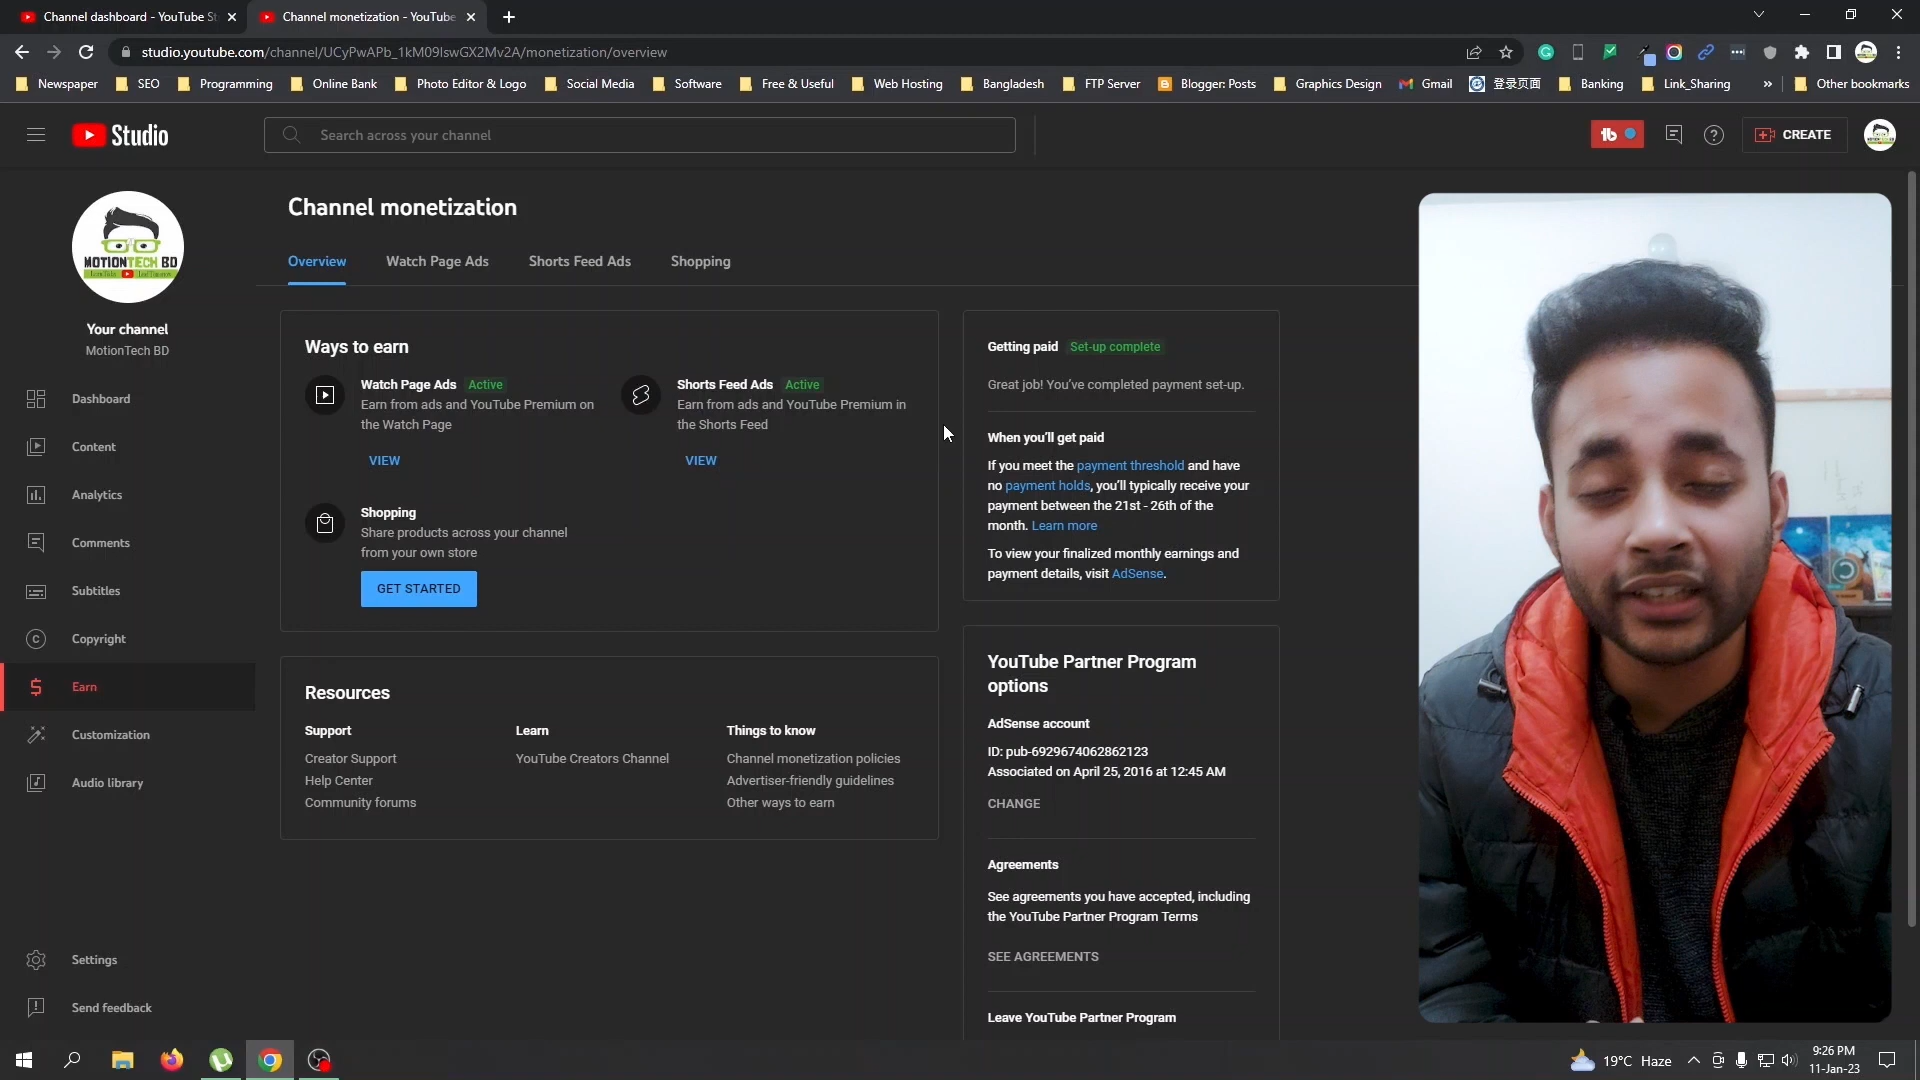 Channel dashboard - YouTube St
Channel monetization - YouTube
studio.youtube.com/channel/UCyPwAPb_1kM09lswGX2Mv2A/monetization/overview
Newspaper SEO Programming Online Bank Photo Editor & Logo Social Media Software Free & Useful Web Hosting Bangladesh FTP Server Blogger: Posts Graphics Design Gmail 登录页面 Banking Link_Sharing » Other bookmarks
Studio
Search across your channel
CREATE
MOTIONTECH BD
Your channel
MotionTech BD
Dashboard
Content
Analytics
Comments
Subtitles
Copyright
Earn
Customization
Audio library
Settings
Send feedback
Channel monetization
Overview Watch Page Ads Shorts Feed Ads Shopping
Ways to earn
Watch Page Ads Active
Earn from ads and YouTube Premium on
the Watch Page
VIEW
Shorts Feed Ads Active
Earn from ads and YouTube Premium in
the Shorts Feed
VIEW
Shopping
Share products across your channel
from your own store
GET STARTED
Resources
Support
Creator Support
Help Center
Community forums
Learn
YouTube Creators Channel
Things to know
Channel monetization policies
Advertiser-friendly guidelines
Other ways to earn
Getting paid Set-up complete
Great job! You've completed payment set-up.
When you'll get paid
If you meet the payment threshold and have
no payment holds, you'll typically receive your
payment between the 21st - 26th of the
month. Learn more
To view your finalized monthly earnings and
payment details, visit AdSense.
YouTube Partner Program
options
AdSense account
ID: pub-6929674062862123
Associated on April 25, 2016 at 12:45 AM
CHANGE
Agreements
See agreements you have accepted, including
the YouTube Partner Program Terms
SEE AGREEMENTS
Leave YouTube Partner Program
19°C Haze
9:26 PM
11-Jan-23